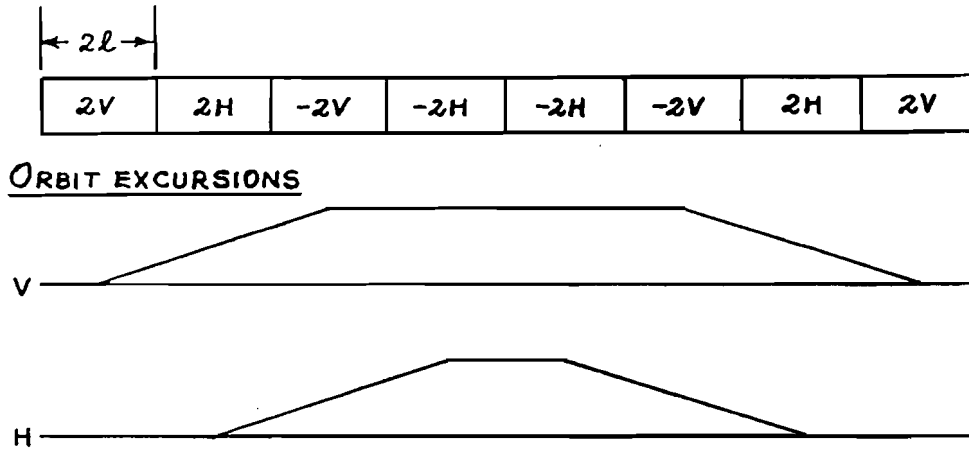 2ℓ
2V 2H -2V -2H -2H -2V 2H 2V
ORBIT EXCURSIONS
V
H